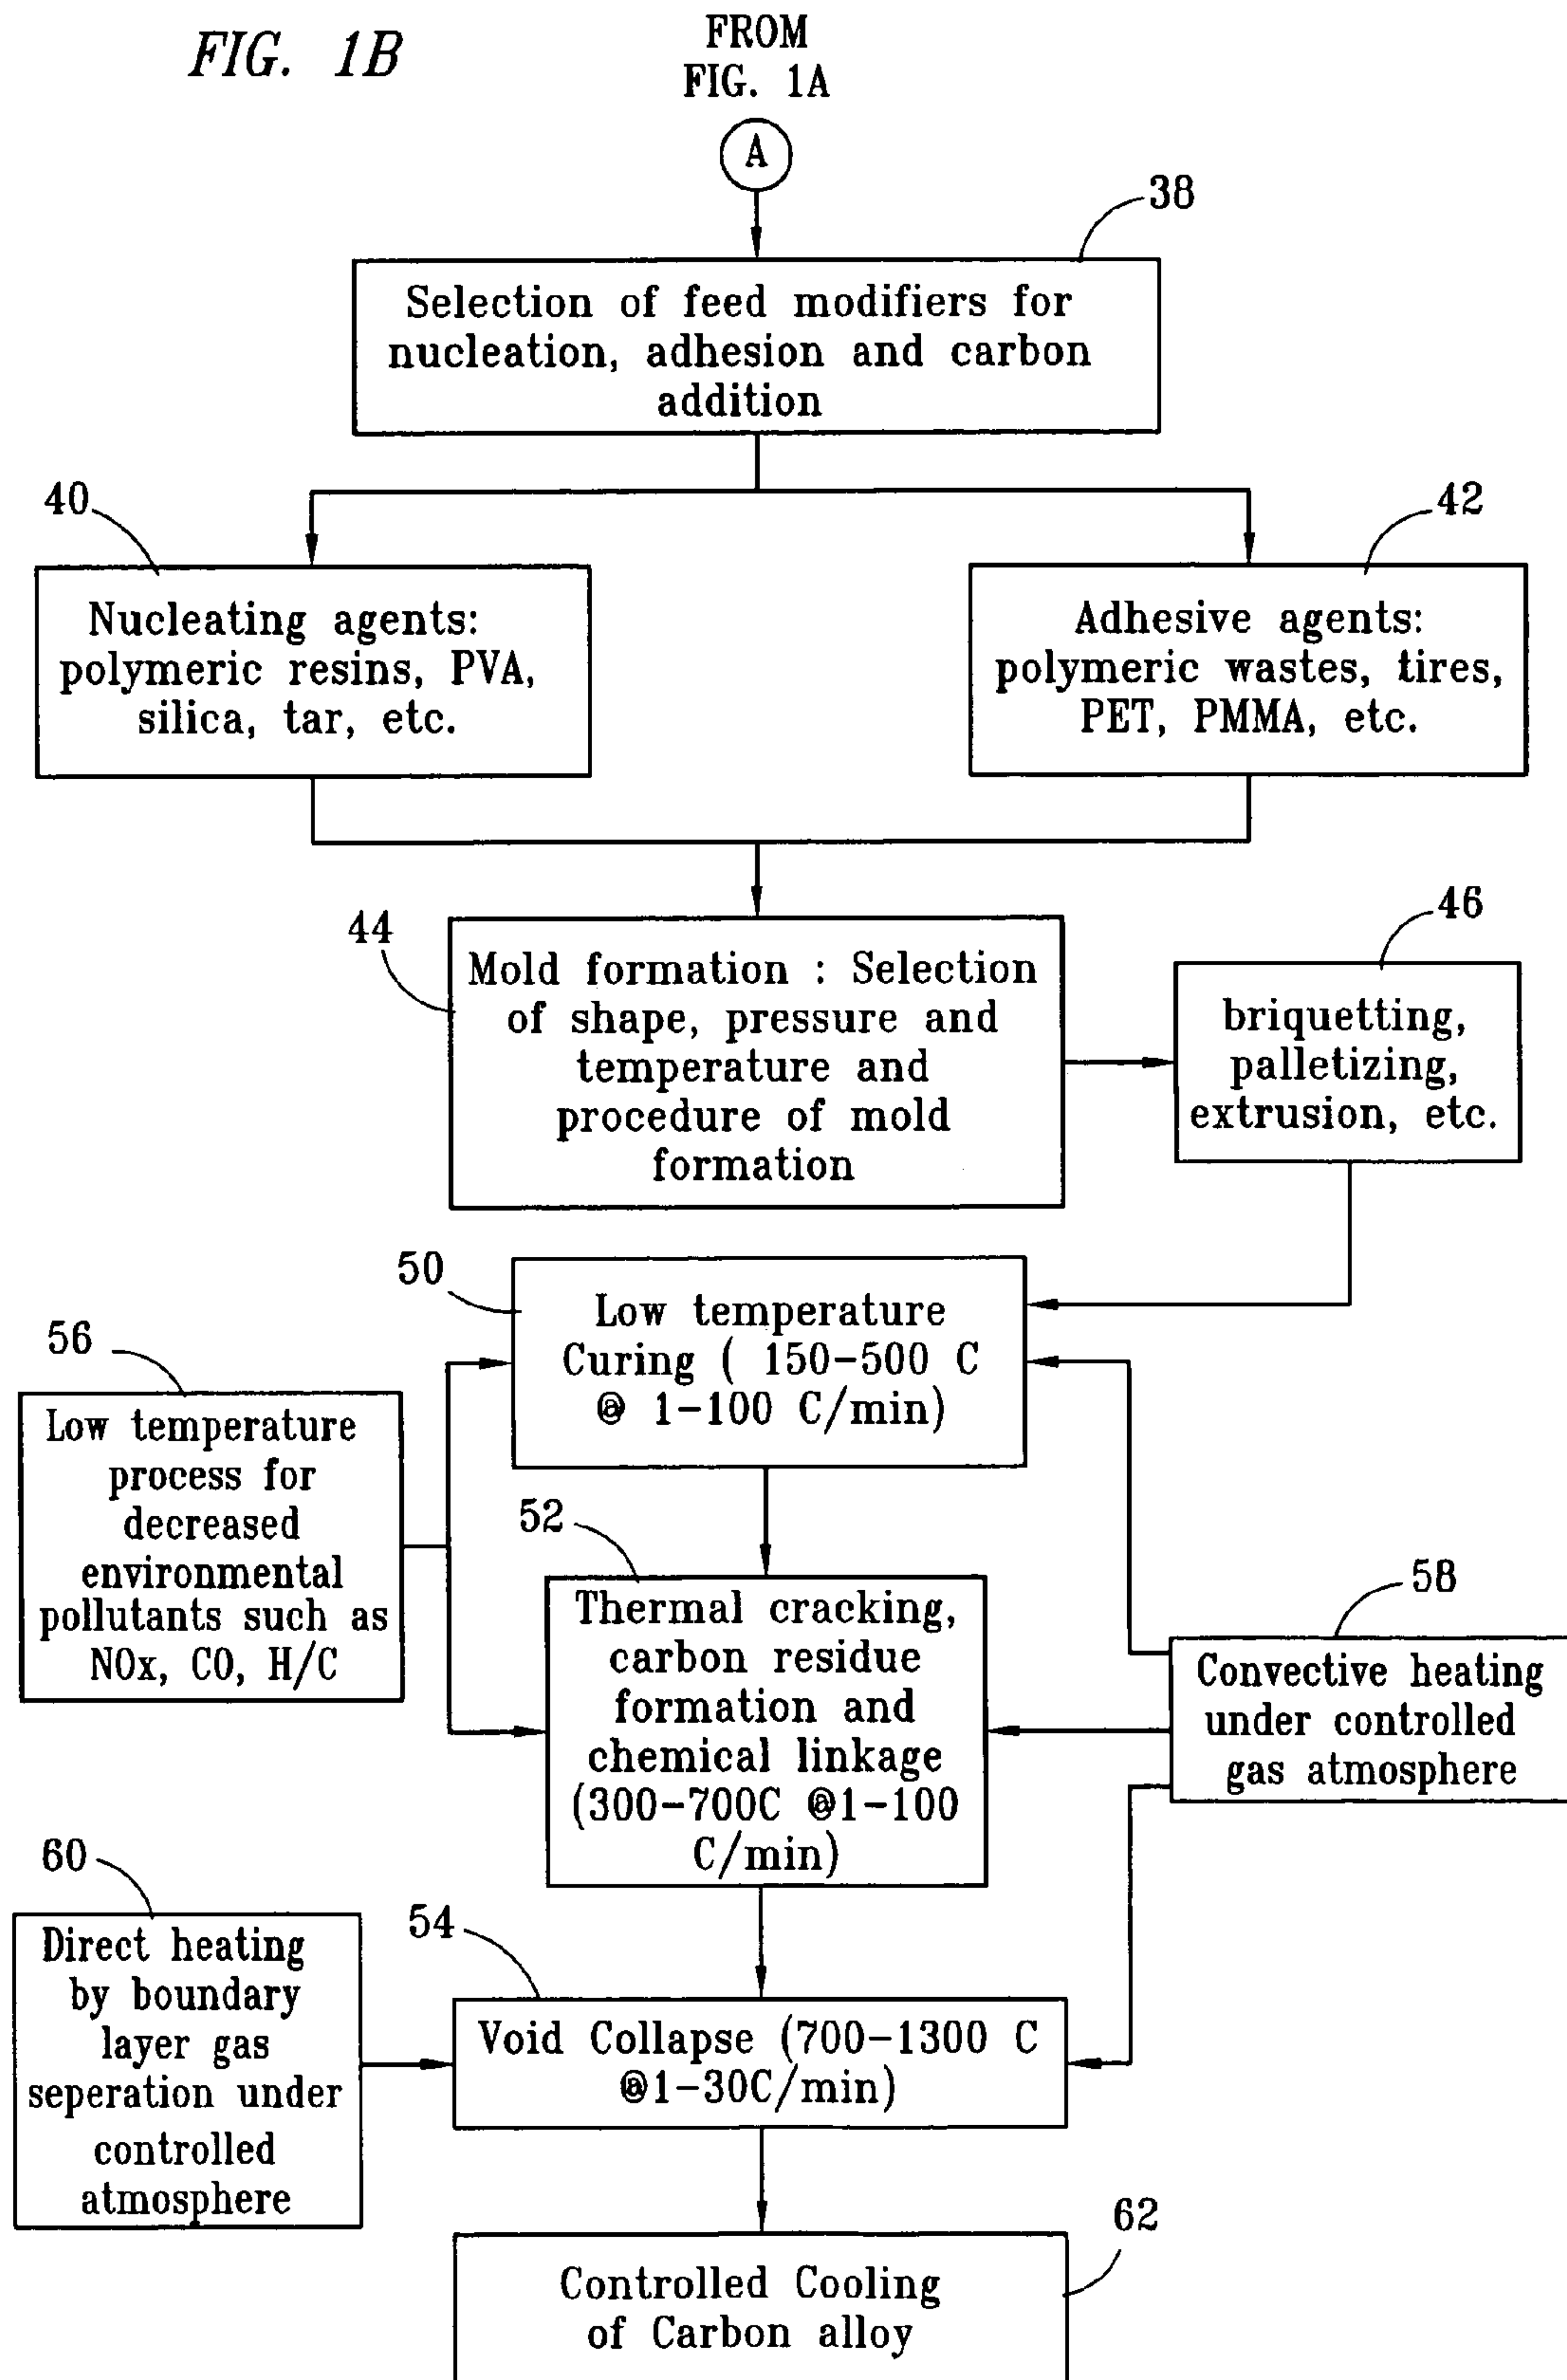 FIG. 1B
FROM
FIG. 1A
A
38
Selection of feed modifiers for
nucleation, adhesion and carbon
addition
40
42
Nucleating agents:
polymeric resins, PVA,
silica, tar, etc.
Adhesive agents:
polymeric wastes, tires,
PET, PMMA, etc.
44
46
Mold formation : Selection
of shape, pressure and
temperature and
procedure of mold
formation
briquetting,
palletizing,
extrusion, etc.
50
Low temperature
Curing ( 150-500 C
@ 1-100 C/min)
56
Low temperature
process for
decreased
environmental
pollutants such as
NOx, CO, H/C
52
Thermal cracking,
carbon residue
formation and
chemical linkage
(300-700C @1-100
C/min)
58
Convective heating
under controlled
gas atmosphere
60
Direct heating
by boundary
layer gas
seperation under
controlled
atmosphere
54
Void Collapse (700-1300 C
@1-30C/min)
62
Controlled Cooling
of Carbon alloy